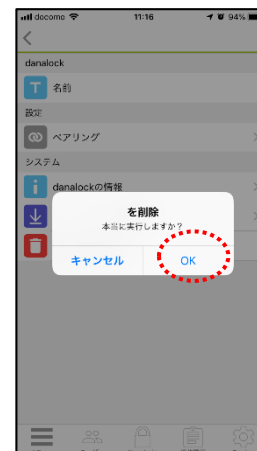 docomo 11:16 94%
danalock
T 名前
設定
ペアリング
システム
i danalockの情報
を削除
本当に実行しますか？
キャンセル OK